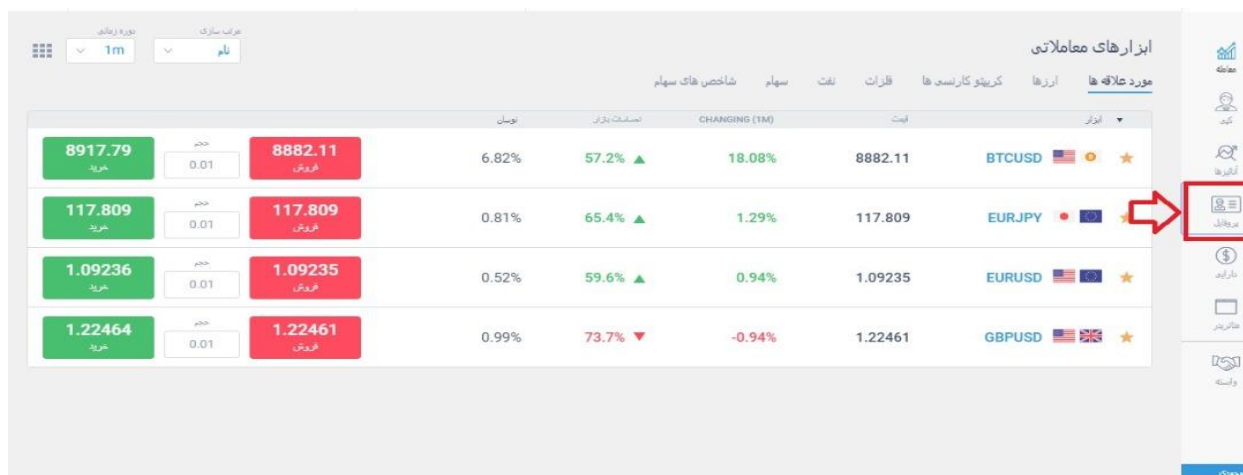 مرتب سازی
دوره زمانی
نام
1m
ابزارهای معاملاتی
مورد علاقه ها ارزها کریپتو کارنسی ها فلزات نفت سهام شاخص های سهام
ابزار قیمت CHANGING (1M) احساسات بازار نوسان
BTCUSD 8882.11 18.08% 57.2% ▲ 6.82% 8882.11 فروش حجم 0.01 8917.79 خرید
EURJPY 117.809 1.29% 65.4% ▲ 0.81% 117.809 فروش حجم 0.01 117.809 خرید
EURUSD 1.09235 0.94% 59.6% ▲ 0.52% 1.09235 فروش حجم 0.01 1.09236 خرید
GBPUSD 1.22461 -0.94% 73.7% ▼ 0.99% 1.22461 فروش حجم 0.01 1.22464 خرید
معامله
کپی
آنالیزها
پروفایل
دارایی
متاتریدر
وابسته